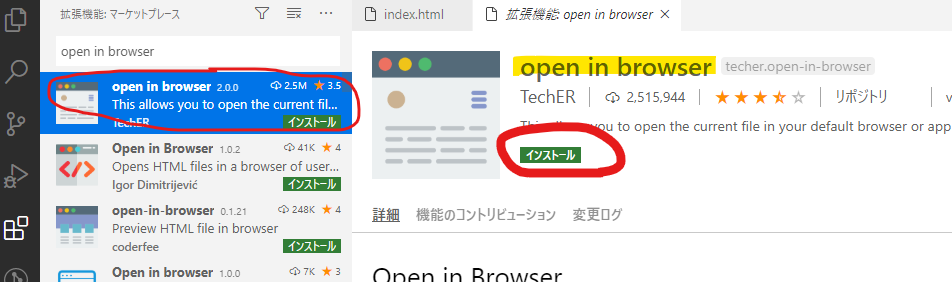 拡張機能: マーケットプレース
open in browser
open in browser 2.0.0 2.5M 3.5
This allows you to open the current fil...
TechER インストール
Open in Browser 1.0.2 41K 4
Opens HTML files in a browser of user...
Igor Dimitrijević インストール
open-in-browser 0.1.21 248K 4
Preview HTML file in browser
coderfee インストール
Open in browser 1.0.0 7K 3
index.html
拡張機能: open in browser
open in browser techer.open-in-browser
TechER 2,515,944 リポジトリ
you to open the current file in your default browser or app
インストール
詳細 機能のコントリビューション 変更ログ
Open in Browser